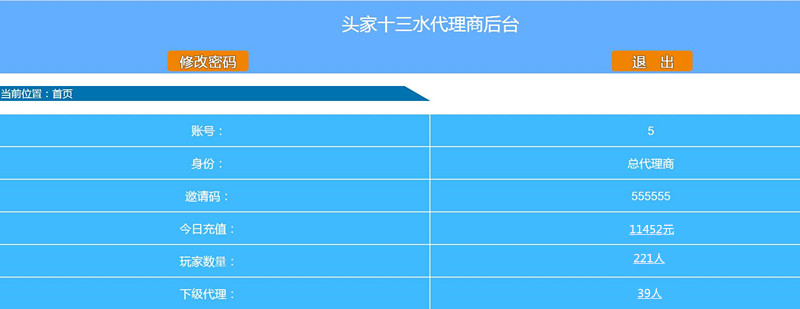 头家十三水代理商后台
修改密码 退 出
当前位置：首页
账号： 5
身份： 总代理商
邀请码： 555555
今日充值： 11452元
玩家数量： 221人
下级代理： 39人